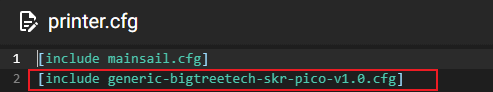 printer.cfg
1 [include mainsail.cfg]
2 [include generic-bigtreetech-skr-pico-v1.0.cfg]